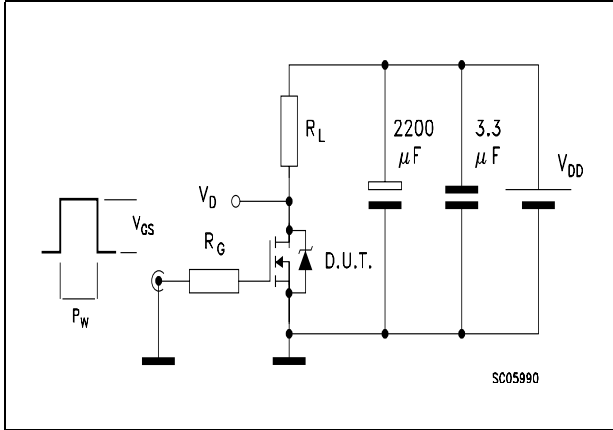 R_L
2200
µF
3.3
µF
V_DD
V_D
V_GS
R_G
D.U.T.
P_W
SC05990